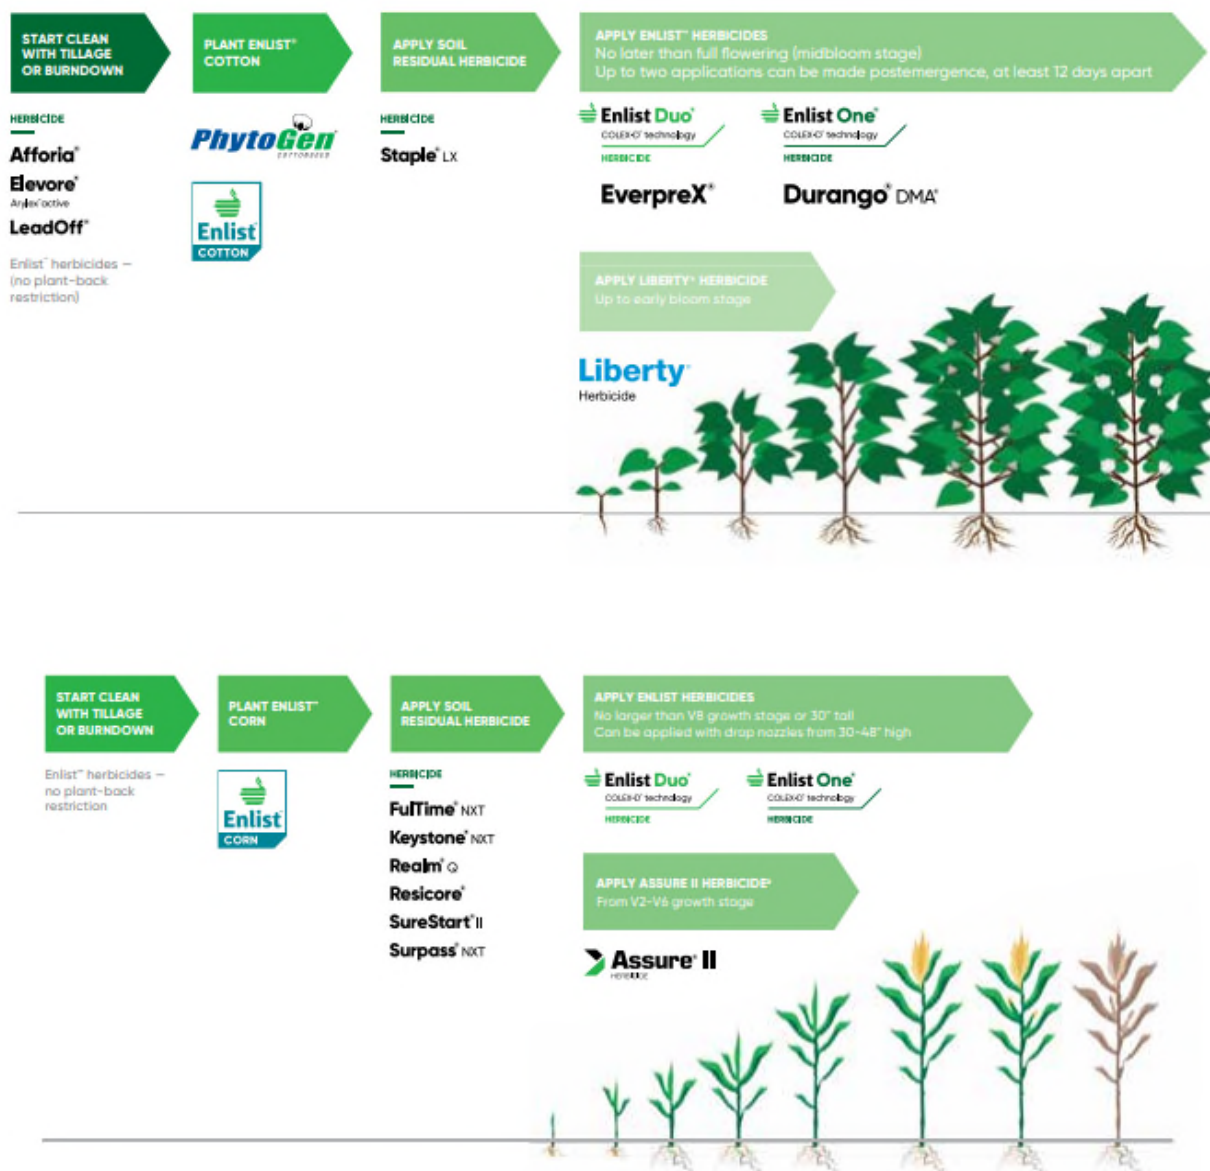 START CLEAN
WITH TILLAGE
OR BURNDOWN
PLANT ENLIST®
COTTON
APPLY SOIL
RESIDUAL HERBICIDE
APPLY ENLIST™ HERBICIDES
No later than full flowering (midbloom stage)
Up to two applications can be made postemergence, at least 12 days apart
HERBICIDE
Afforia®
Elevore®
Arylex® active
LeadOff®
Enlist™ herbicides —
(no plant-back
restriction)
PhytoGen®
COTTONSEED
Enlist
COTTON
HERBICIDE
Staple® LX
Enlist Duo®
COLEX-D® technology
HERBICIDE
Enlist One®
COLEX-D® technology
HERBICIDE
EverpreX®
Durango® DMA®
APPLY LIBERTY® HERBICIDE
Up to early bloom stage
Liberty®
Herbicide
START CLEAN
WITH TILLAGE
OR BURNDOWN
PLANT ENLIST™
CORN
APPLY SOIL
RESIDUAL HERBICIDE
APPLY ENLIST HERBICIDES
No larger than V8 growth stage or 30" tall
Can be applied with drop nozzles from 30-48" high
Enlist™ herbicides —
no plant-back
restriction
Enlist
CORN
HERBICIDE
FulTime® NXT
Keystone® NXT
Realm® Q
Resicore®
SureStart® II
Surpass® NXT
Enlist Duo®
COLEX-D® technology
HERBICIDE
Enlist One®
COLEX-D® technology
HERBICIDE
APPLY ASSURE II HERBICIDE
From V2-V6 growth stage
Assure® II
HERBICIDE